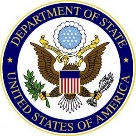 DEPARTMENT OF STATE
UNITED STATES OF AMERICA